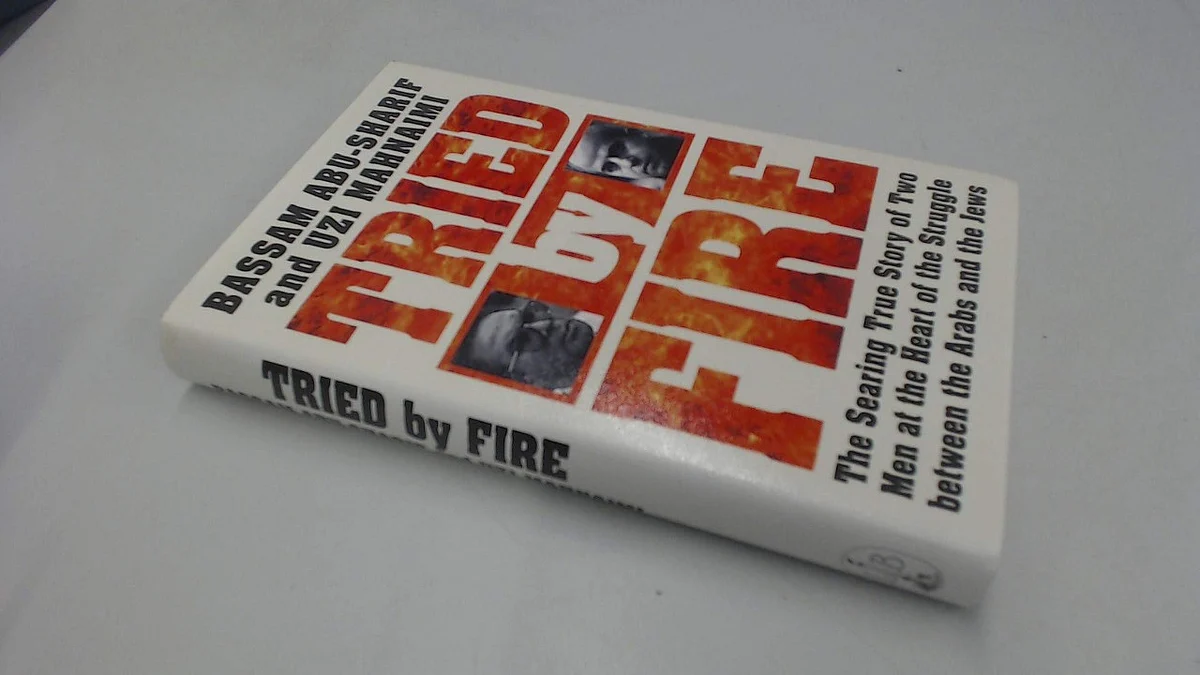 BASSAM ABU-SHARIF
and UZI MAHNAIMI
TRIED
by
FIRE
The Searing True Story of Two
Men at the Heart of the Struggle
between the Arabs and the Jews
TRIED by FIRE